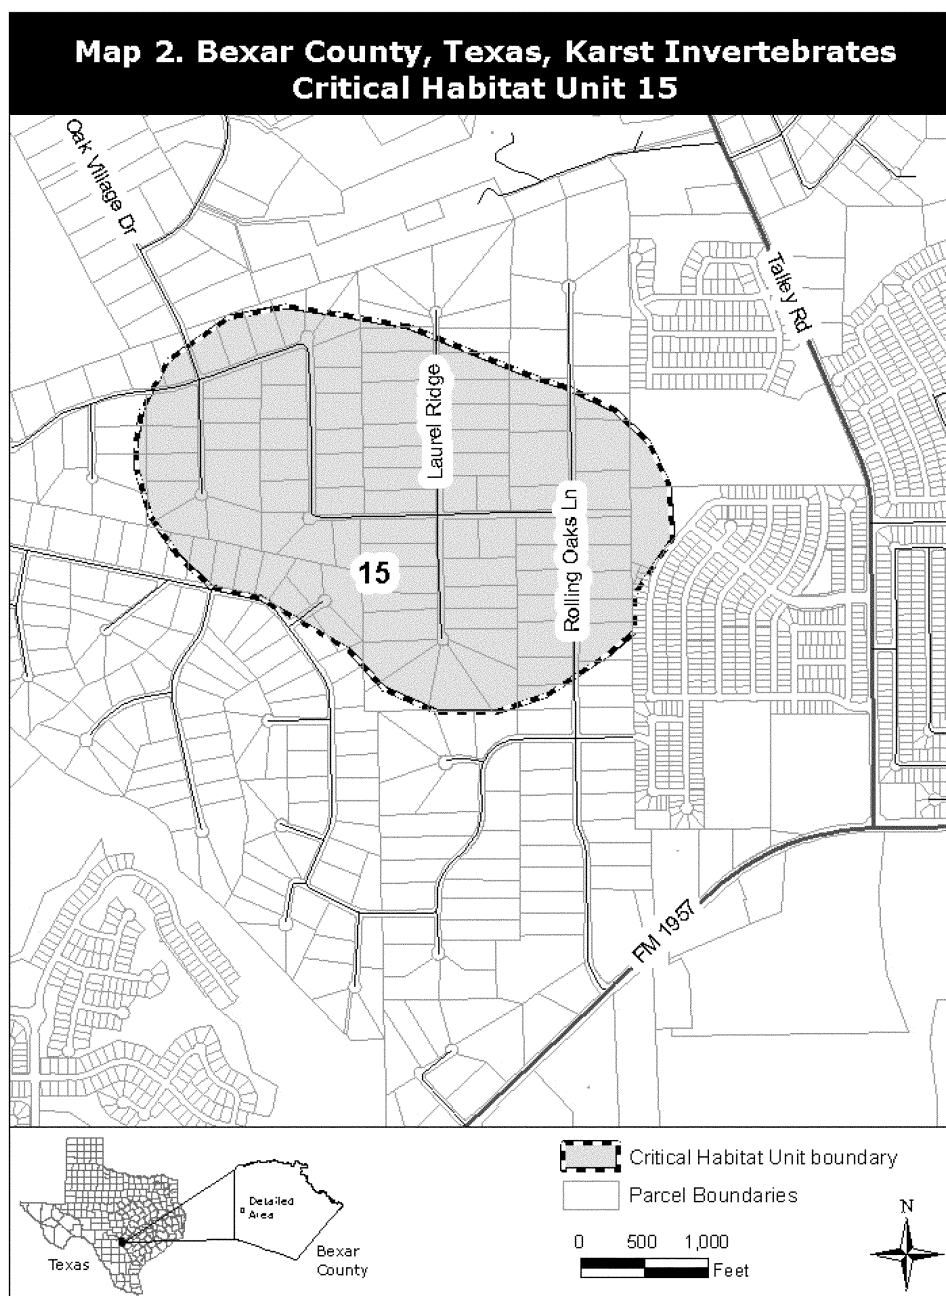 Map 2. Bexar County, Texas, Karst Invertebrates
Critical Habitat Unit 15
Oak Village Dr
Talley Rd
Laurel Ridge
Rolling Oaks Ln
15
FM 1957
Critical Habitat Unit boundary
Parcel Boundaries
Detailed
Area
Texas
Bexar
County
0 500 1,000
Feet
N